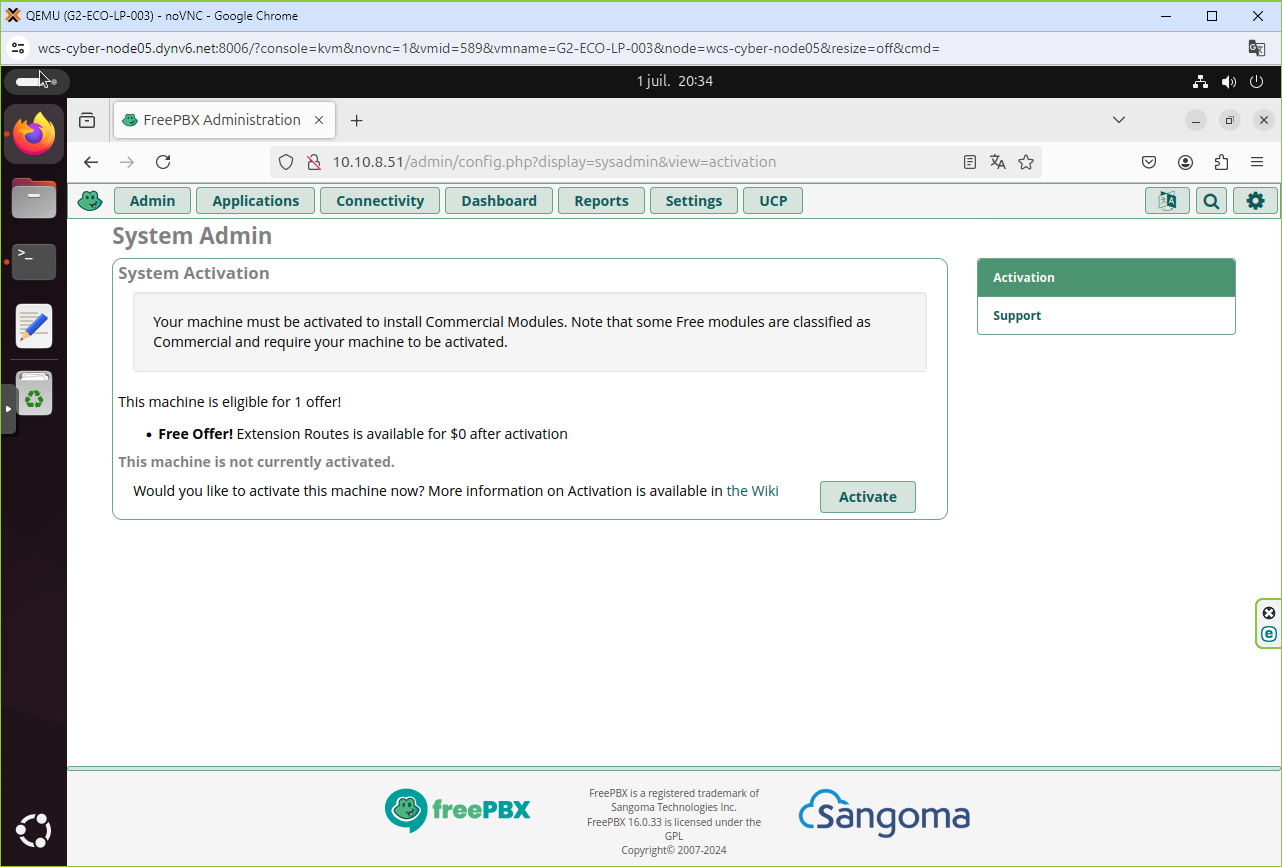 QEMU (G2-ECO-LP-003) - noVNC - Google Chrome
wcs-cyber-node05.dynv6.net:8006/?console=kvm&novnc=1&vmid=589&vmname=G2-ECO-LP-003&node=wcs-cyber-node05&resize=off&cmd=
1 juil. 20:34
FreePBX Administration
10.10.8.51/admin/config.php?display=sysadmin&view=activation
Admin Applications Connectivity Dashboard Reports Settings UCP
System Admin
System Activation
Activation
Support
Your machine must be activated to install Commercial Modules. Note that some Free modules are classified as
Commercial and require your machine to be activated.
This machine is eligible for 1 offer!
• Free Offer! Extension Routes is available for $0 after activation
This machine is not currently activated.
Would you like to activate this machine now? More information on Activation is available in the Wiki
Activate
freePBX
FreePBX is a registered trademark of
Sangoma Technologies Inc.
FreePBX 16.0.33 is licensed under the
GPL
Copyright© 2007-2024
Sangoma